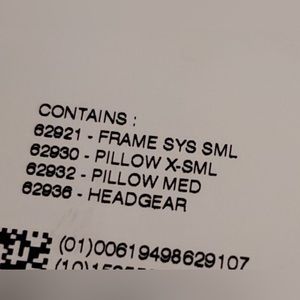 CONTAINS :
62921 - FRAME SYS SML
62930 - PILLOW X-SML
62932 - PILLOW MED
62936 - HEADGEAR
(01)00619498629107